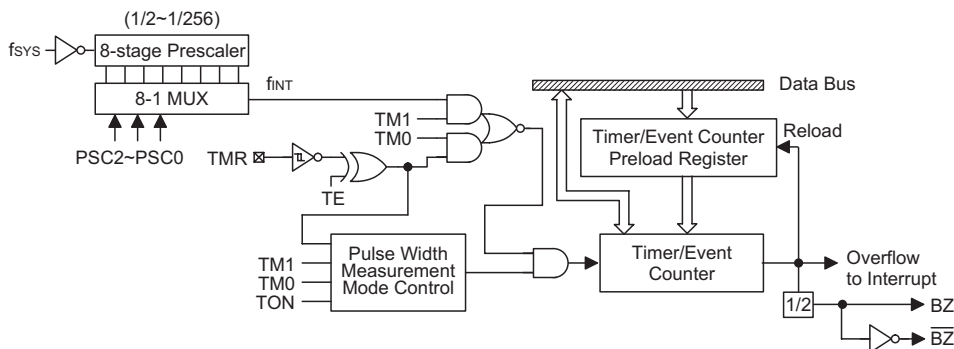 (1/2~1/256)
fSYS
8-stage Prescaler
8-1 MUX
fINT
PSC2~PSC0
TM1
TM0
TMR
TE
Data Bus
Timer/Event Counter
Preload Register
Reload
TM1
TM0
TON
Pulse Width
Measurement
Mode Control
Timer/Event
Counter
Overflow
to Interrupt
1/2
BZ
B̅Z̅